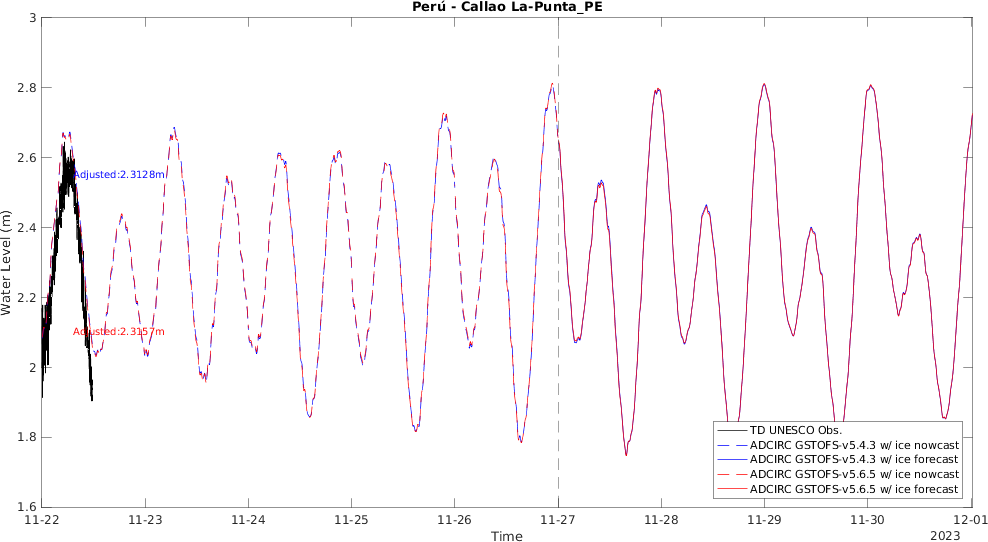 Perú - Callao La-Punta_PE
3
2.8
2.6
2.4
2.2
2
1.8
1.6
Water Level (m)
Adjusted:2.3128m
Adjusted:2.3157m
TD UNESCO Obs.
ADCIRC GSTOFS-v5.4.3 w/ ice nowcast
ADCIRC GSTOFS-v5.4.3 w/ ice forecast
ADCIRC GSTOFS-v5.6.5 w/ ice nowcast
ADCIRC GSTOFS-v5.6.5 w/ ice forecast
11-22 11-23 11-24 11-25 11-26 11-27 11-28 11-29 11-30 12-01
Time
2023